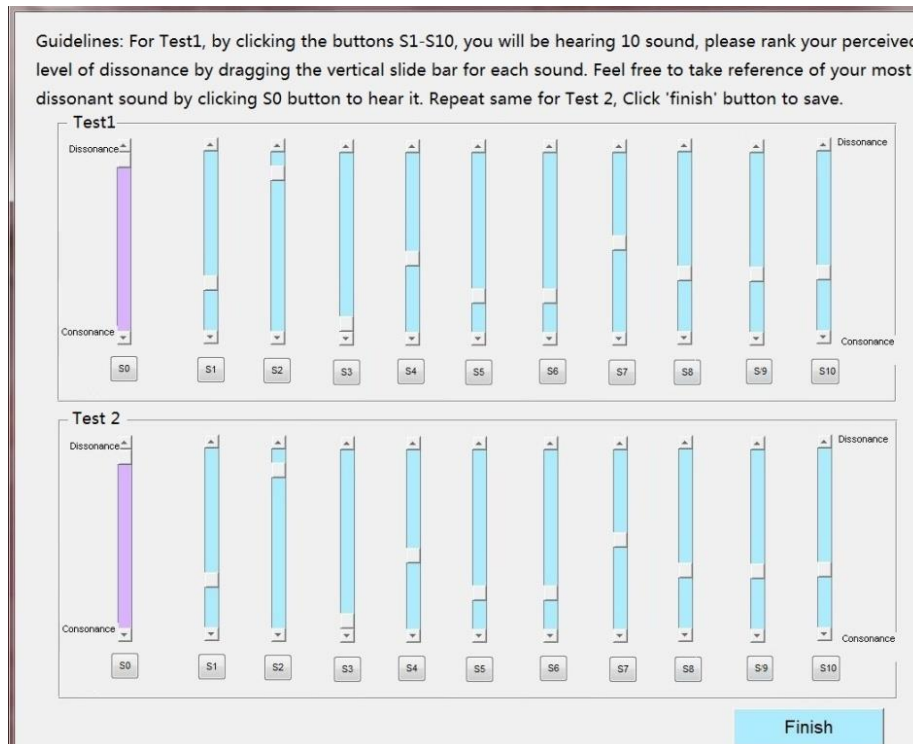 Guidelines: For Test1, by clicking the buttons S1-S10, you will be hearing 10 sound, please rank your perceived
level of dissonance by dragging the vertical slide bar for each sound. Feel free to take reference of your most
dissonant sound by clicking S0 button to hear it. Repeat same for Test 2, Click 'finish' button to save.
Test1
Dissonance
Dissonance
Consonance
Consonance
S0 S1 S2 S3 S4 S5 S6 S7 S8 S9 S10
Test 2
Dissonance
Dissonance
Consonance
Consonance
S0 S1 S2 S3 S4 S5 S6 S7 S8 S9 S10
Finish